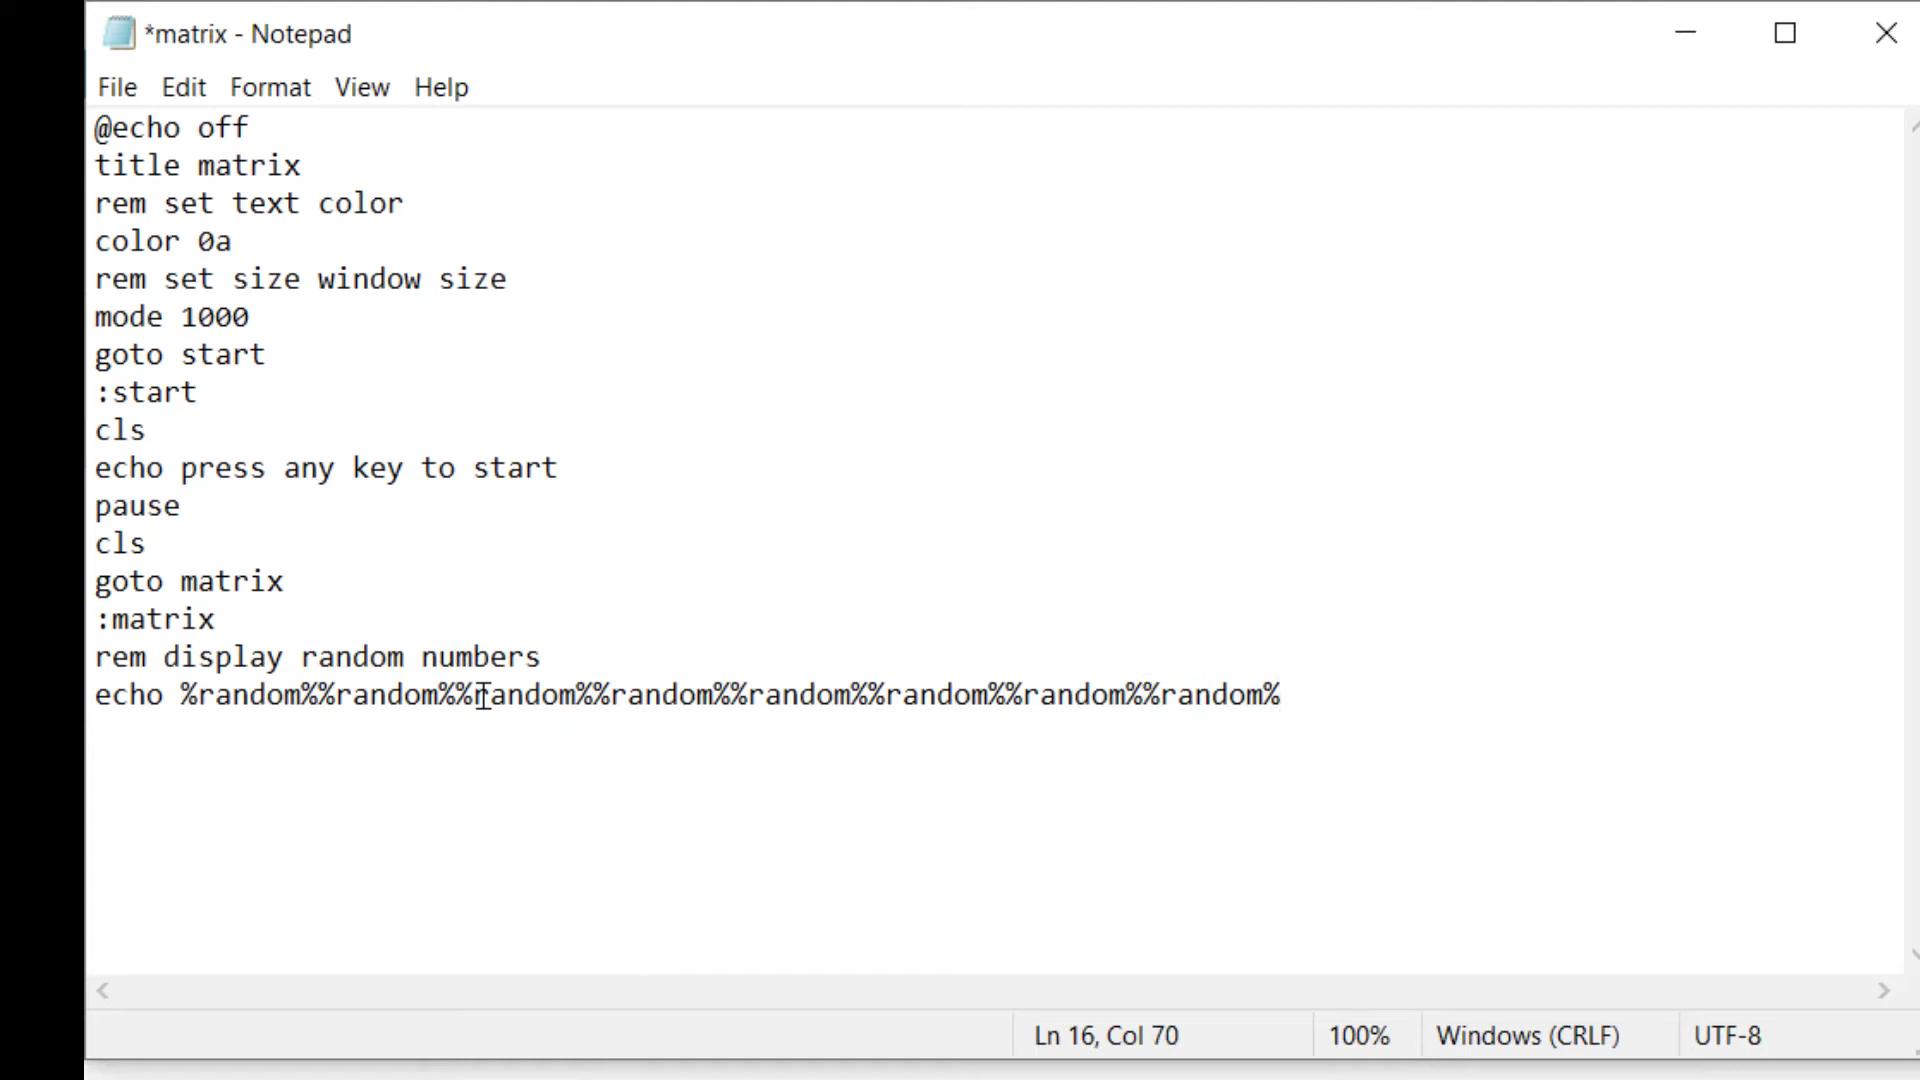 *matrix - Notepad
File Edit Format View Help
@echo off
title matrix
rem set text color
color 0a
rem set size window size
mode 1000
goto start
:start
cls
echo press any key to start
pause
cls
goto matrix
:matrix
rem display random numbers
echo %random%%random%%random%%random%%random%%random%%random%%random%
Ln 16, Col 70 100% Windows (CRLF) UTF-8